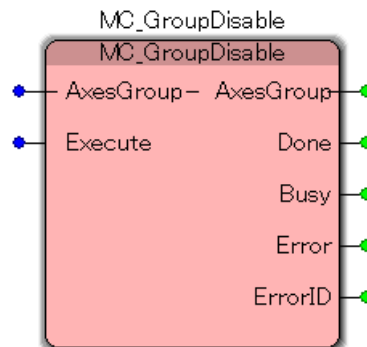 MC_GroupDisable
MC_GroupDisable
AxesGroup- AxesGroup
Execute Done
Busy
Error
ErrorID